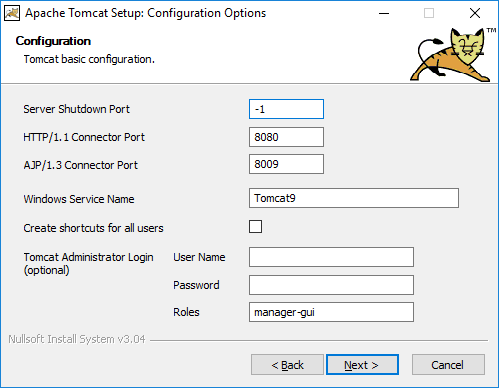 Apache Tomcat Setup: Configuration Options
Configuration
Tomcat basic configuration.
TM
Server Shutdown Port -1
HTTP/1.1 Connector Port 8080
AJP/1.3 Connector Port 8009
Windows Service Name Tomcat9
Create shortcuts for all users
Tomcat Administrator Login User Name
(optional)
Password
Roles manager-gui
Nullsoft Install System v3.04
< Back Next > Cancel